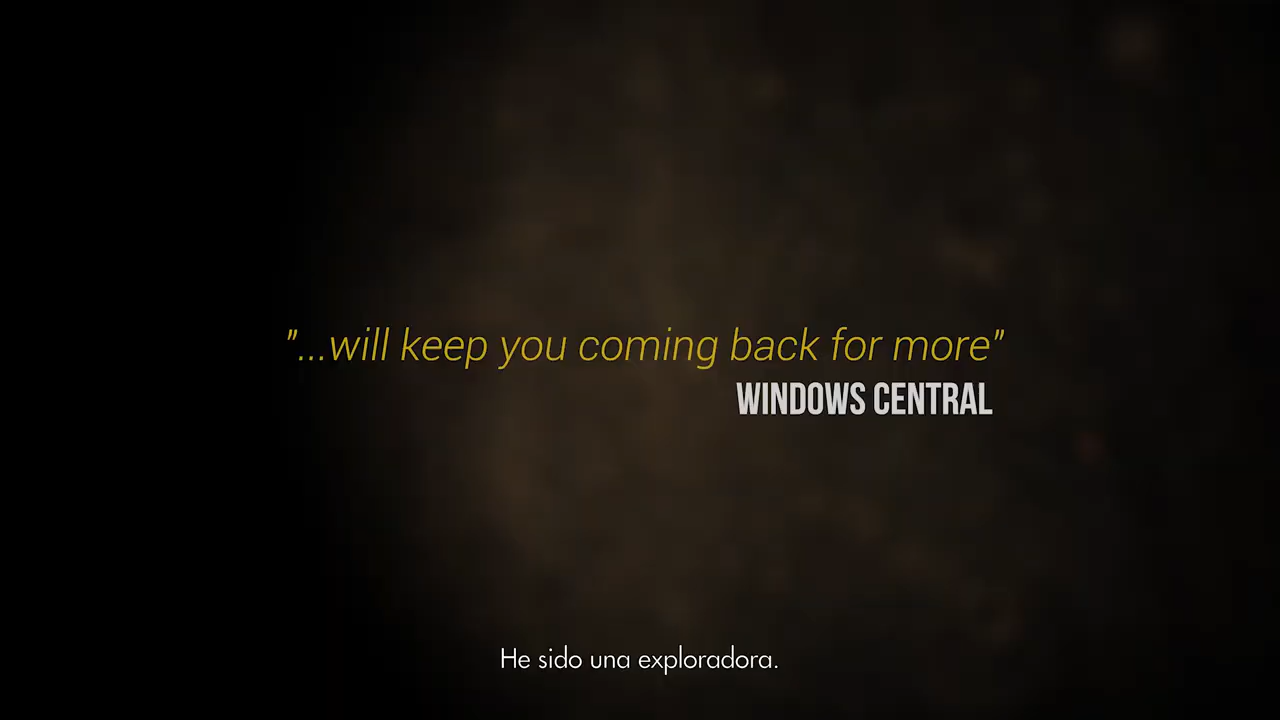 "...will keep you coming back for more"
WINDOWS CENTRAL
He sido una exploradora.